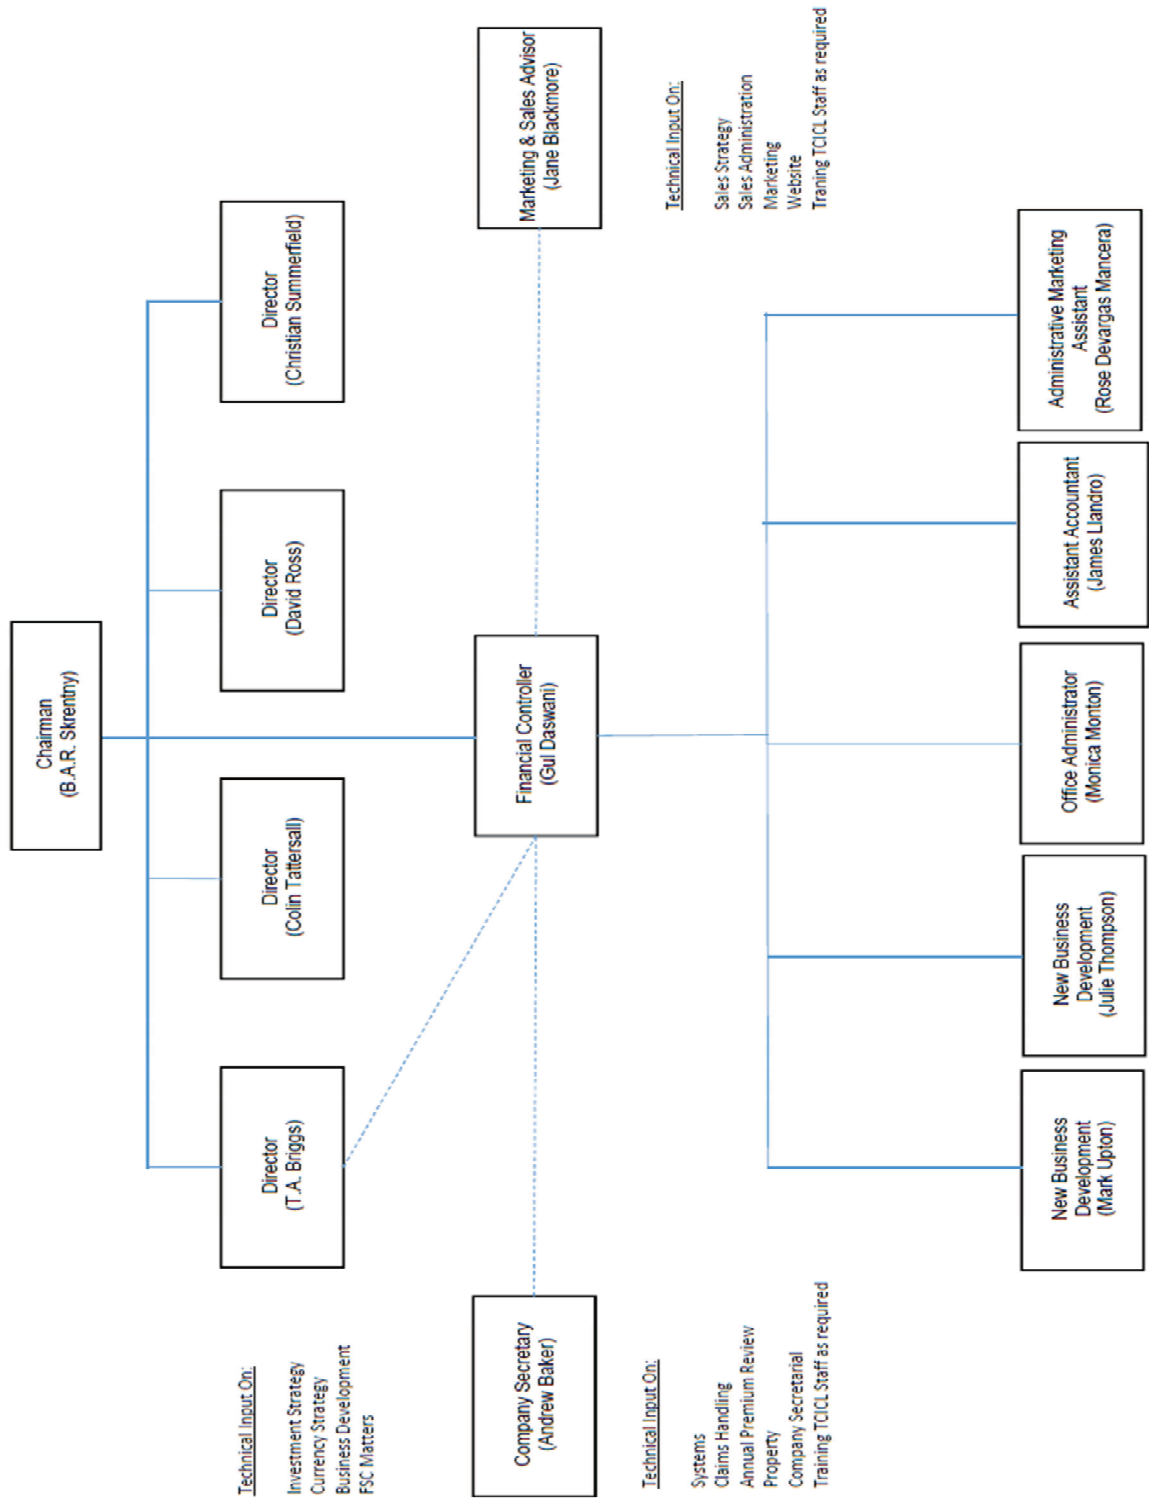 Chairman
(B.A.R. Skrentny)
Director
(T.A. Briggs)
Director
(Colin Tattersall)
Director
(David Ross)
Director
(Christian Summerfield)
Technical Input On:
Investment Strategy
Currency Strategy
Business Development
FSC Matters
Company Secretary
(Andrew Baker)
Financial Controller
(Gul Daswani)
Marketing & Sales Advisor
(Jane Blackmore)
Technical Input On:
Systems
Claims Handling
Annual Premium Review
Property
Company Secretarial
Training TCICL Staff as required
Technical Input On:
Sales Strategy
Sales Administration
Marketing
Website
Traning TCICL Staff as required
New Business
Development
(Mark Upton)
New Business
Development
(Julie Thompson)
Office Administrator
(Monica Monton)
Assistant Accountant
(James Llandro)
Administrative Marketing
Assistant
(Rose Devargas Mancera)